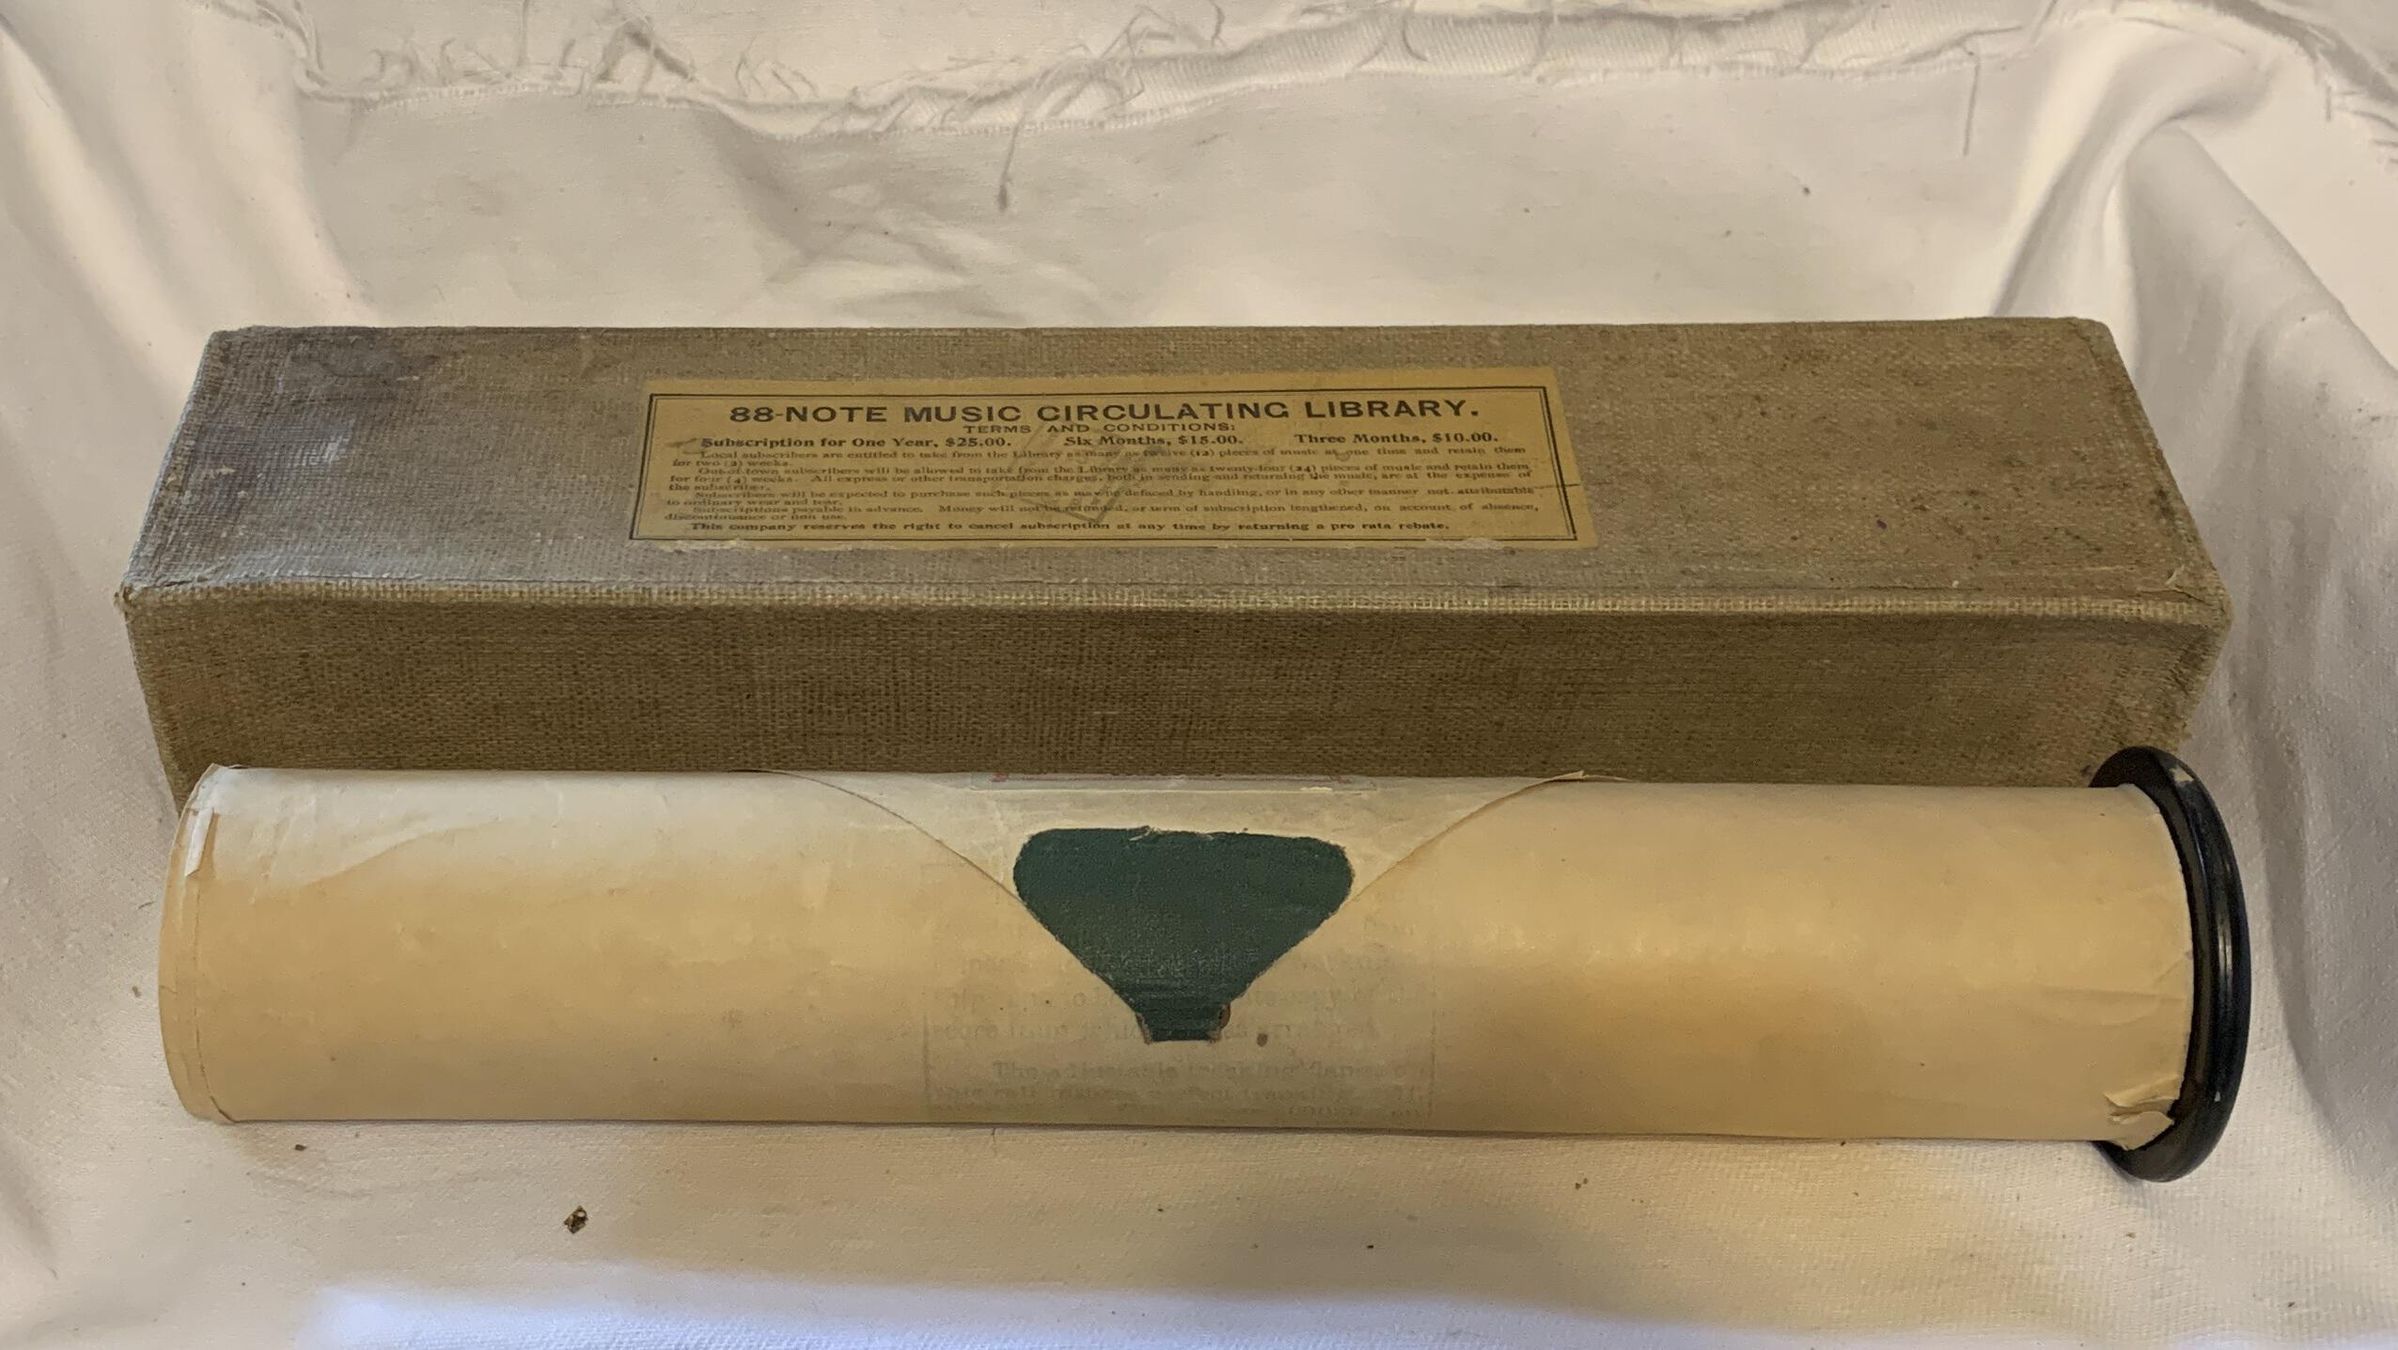 88-NOTE MUSIC CIRCULATING LIBRARY.
TERMS AND CONDITIONS:
Subscription for One Year, $25.00. Six Months, $15.00. Three Months, $10.00.
Local subscribers are entitled to take from the Library as many as twelve (12) pieces of music at one time and retain them
for two (2) weeks.
Out-of-town subscribers will be allowed to take from the Library as many as twenty-four (24) pieces of music and retain them
for four (4) weeks. All express or other transportation charges, both in sending and returning the music, are at the expense of
the subscriber.
Subscribers will be expected to purchase such pieces as may be defaced by handling, or in any other manner not attributable
to ordinary wear and tear.
Subscriptions payable in advance. Money will not be refunded, or term of subscription lengthened, on account of absence,
discontinuance or non use.
This company reserves the right to cancel subscription at any time by returning a pro rata rebate.
The adjustable